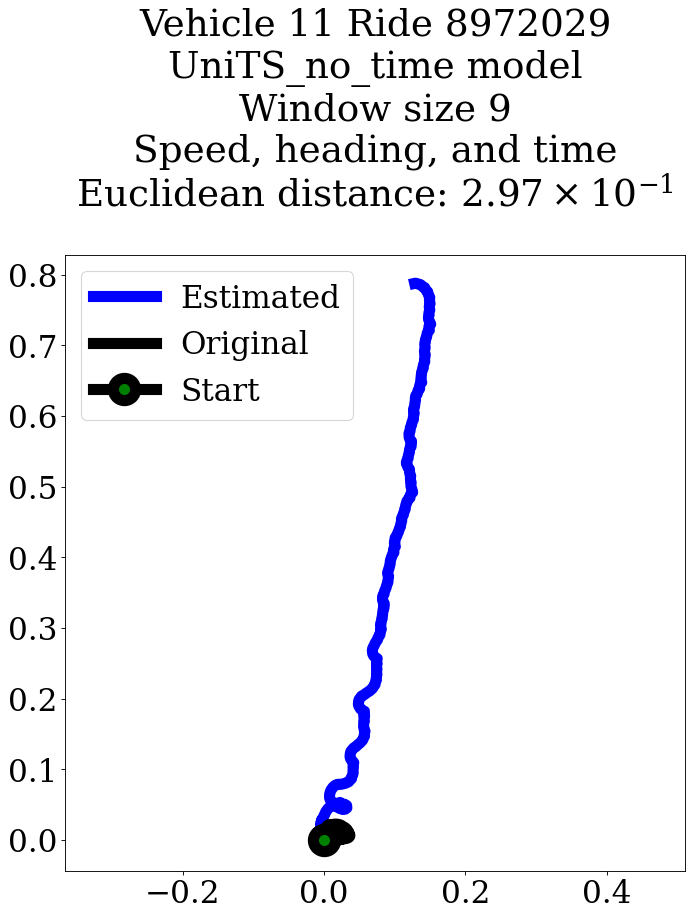 Vehicle 11 Ride 8972029
UniTS_no_time model
Window size 9
Speed, heading, and time
Euclidean distance: 2.97 × 10⁻¹
Estimated
Original
Start
0.8
0.7
0.6
0.5
0.4
0.3
0.2
0.1
0.0
−0.2 0.0 0.2 0.4